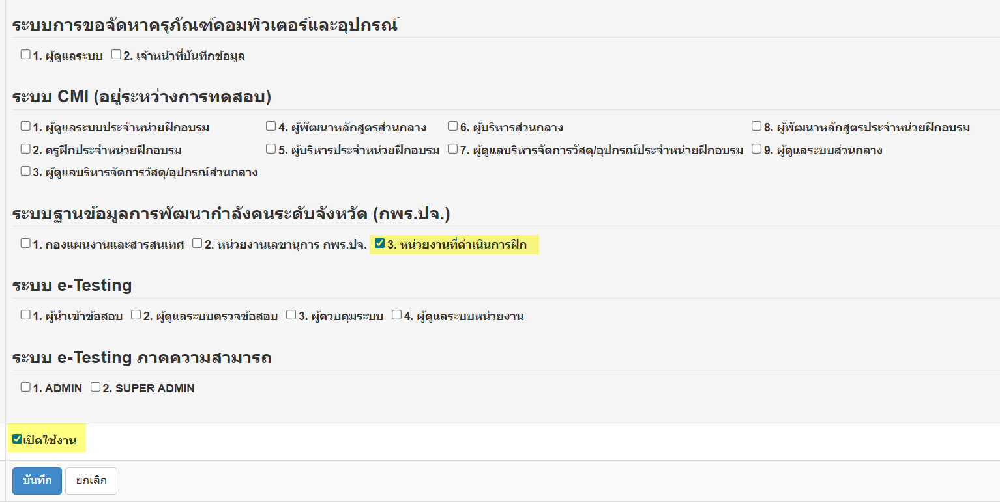 ระบบการขอจัดหาครุภัณฑ์คอมพิวเตอร์และอุปกรณ์
1. ผู้ดูแลระบบ 2. เจ้าหน้าที่บันทึกข้อมูล
ระบบ CMI (อยู่ระหว่างการทดสอบ)
1. ผู้ดูแลระบบประจำหน่วยฝึกอบรม 4. ผู้พัฒนาหลักสูตรส่วนกลาง 6. ผู้บริหารส่วนกลาง 8. ผู้พัฒนาหลักสูตรประจำหน่วยฝึกอบรม
2. ครูฝึกประจำหน่วยฝึกอบรม 5. ผู้บริหารประจำหน่วยฝึกอบรม 7. ผู้ดูแลบริหารจัดการวัสดุ/อุปกรณ์ประจำหน่วยฝึกอบรม 9. ผู้ดูแลระบบส่วนกลาง
3. ผู้ดูแลบริหารจัดการวัสดุ/อุปกรณ์ส่วนกลาง
ระบบฐานข้อมูลการพัฒนากำลังคนระดับจังหวัด (กพร.ปจ.)
1. กองแผนงานและสารสนเทศ 2. หน่วยงานเลขานุการ กพร.ปจ. 3. หน่วยงานที่ดำเนินการฝึก
ระบบ e-Testing
1. ผู้นำเข้าข้อสอบ 2. ผู้ดูแลระบบตรวจข้อสอบ 3. ผู้ควบคุมระบบ 4. ผู้ดูแลระบบหน่วยงาน
ระบบ e-Testing ภาคความสามารถ
1. ADMIN 2. SUPER ADMIN
เปิดใช้งาน
บันทึก ยกเลิก